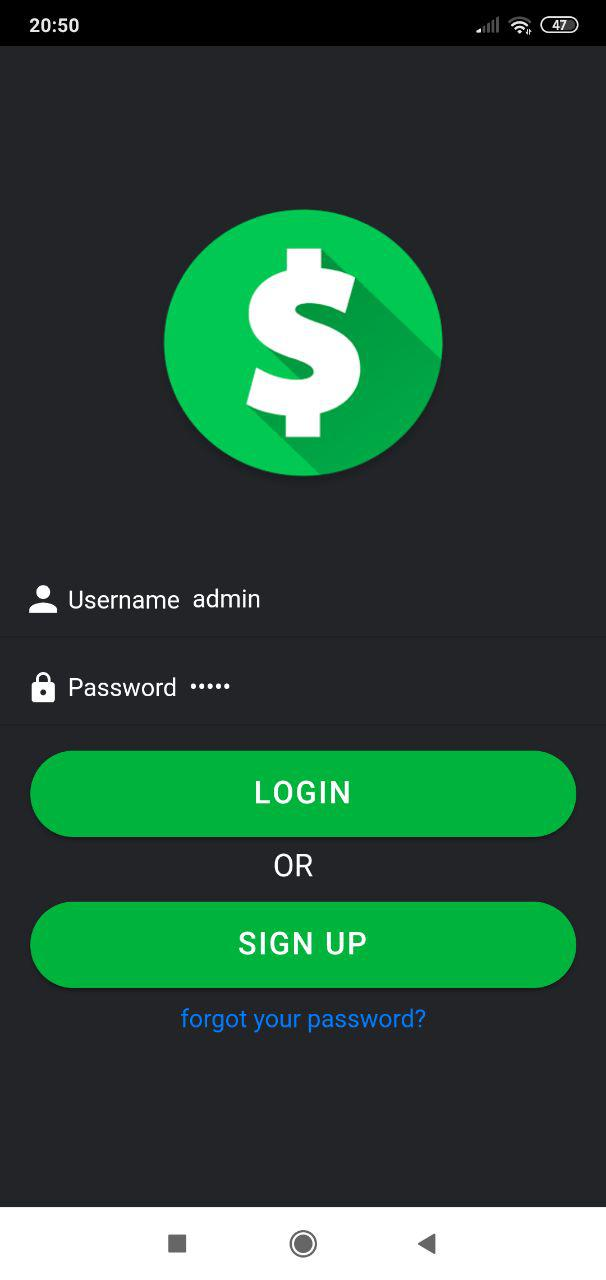 20:50
47
$
Username admin
Password •••••
LOGIN
OR
SIGN UP
forgot your password?